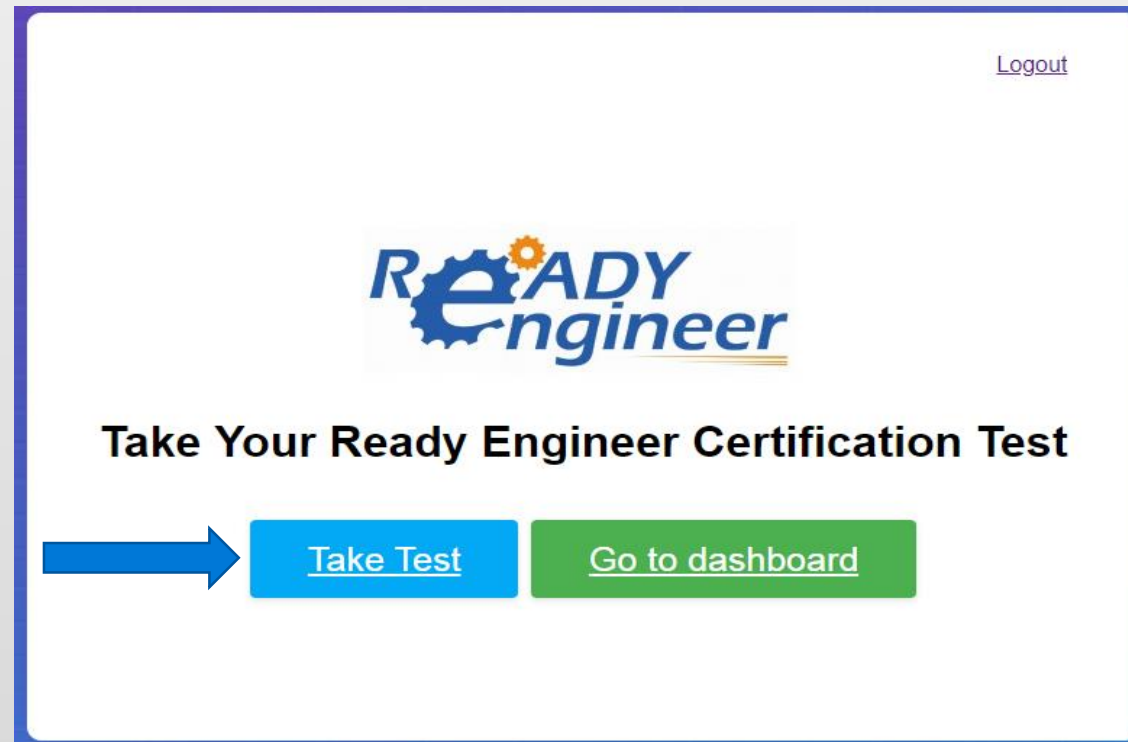 Logout
ReADY
engineer
Take Your Ready Engineer Certification Test
Take Test
Go to dashboard